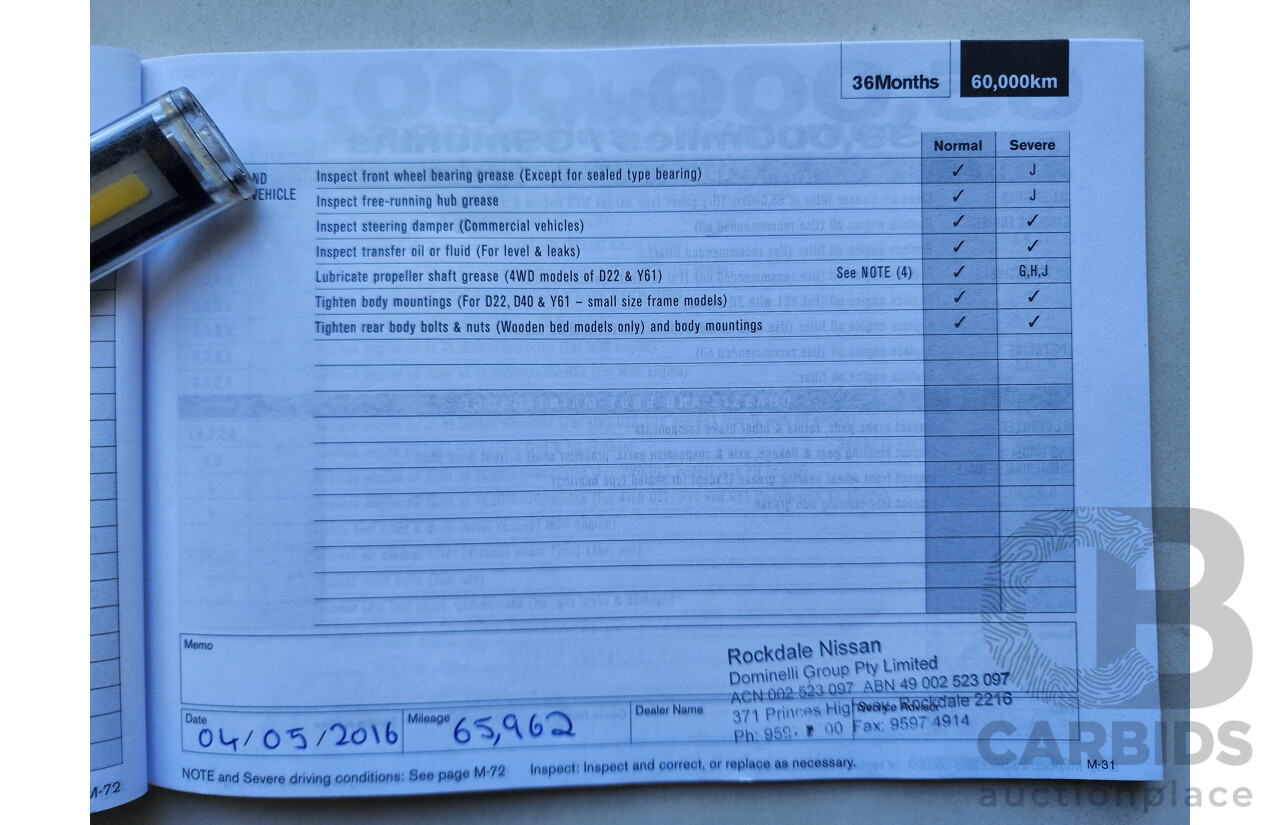 36Months 60,000km
Normal Severe
VEHICLE
Inspect front wheel bearing grease (Except for sealed type bearing) ✓ J
Inspect free-running hub grease ✓ J
Inspect steering damper (Commercial vehicles) ✓ ✓
Inspect transfer oil or fluid (For level & leaks) ✓ ✓
Lubricate propeller shaft grease (4WD models of D22 & Y61) See NOTE (4) ✓ G,H,J
Tighten body mountings (For D22, D40 & Y61 – small size frame models) ✓ ✓
Tighten rear body bolts & nuts (Wooden bed models only) and body mountings ✓ ✓
Memo
Rockdale Nissan
Dominelli Group Pty Limited
ACN 002 523 097 ABN 49 002 523 097
371 Princes Highway, Rockdale 2216
Ph: 00 Fax: 9597 4914
Date 04/05/2016 Mileage 65,962 Dealer Name Service Advisor
NOTE and Severe driving conditions: See page M-72 Inspect: Inspect and correct, or replace as necessary.
M-31
M-72
CB
CARBIDS
auctionplace